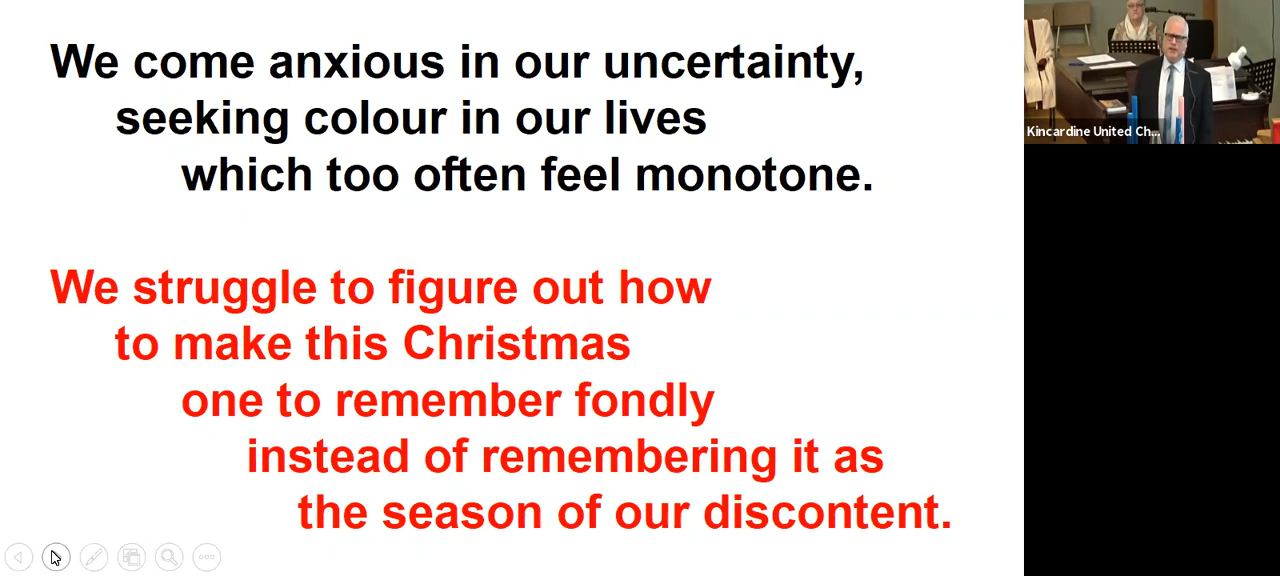 We come anxious in our uncertainty,
seeking colour in our lives
which too often feel monotone.
We struggle to figure out how
to make this Christmas
one to remember fondly
instead of remembering it as
the season of our discontent.
Kincardine United Ch...